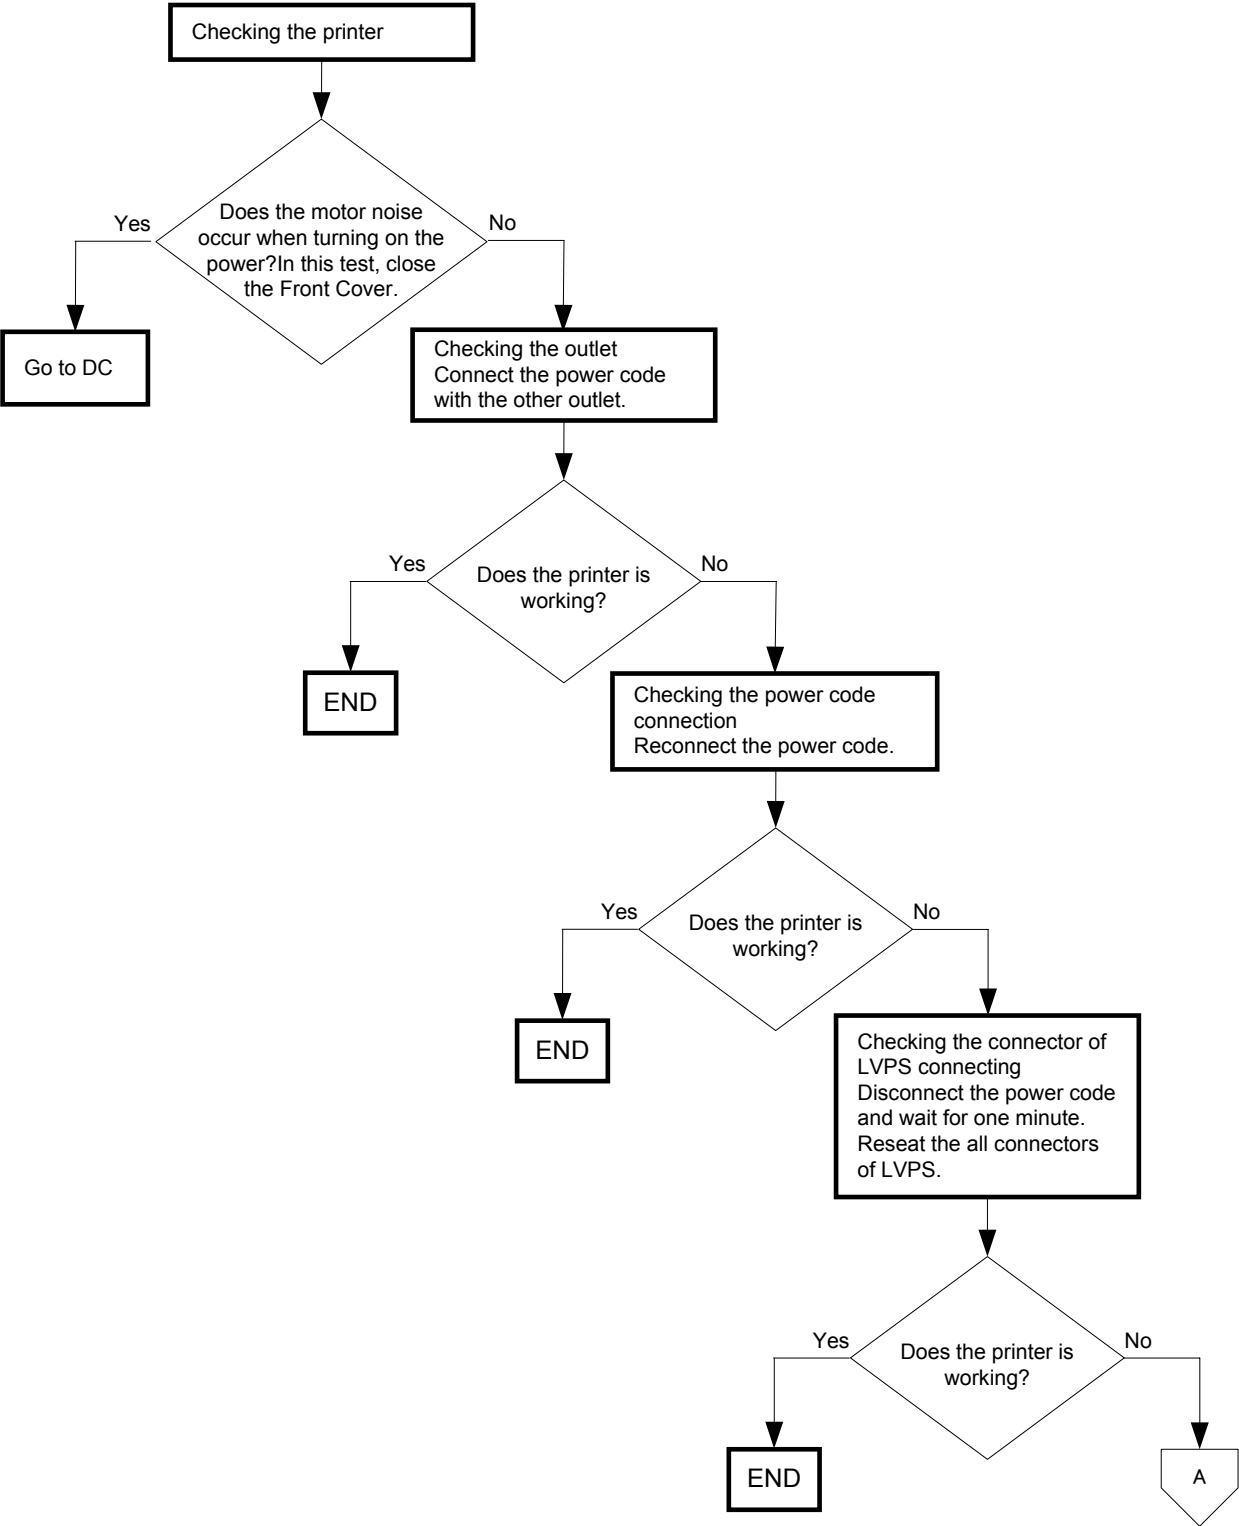 Checking the printer
Yes
No
Does the motor noise
occur when turning on the
power?In this test, close
the Front Cover.
Go to DC
Checking the outlet
Connect the power code
with the other outlet.
Yes
No
Does the printer is
working?
END
Checking the power code
connection
Reconnect the power code.
Yes
No
Does the printer is
working?
END
Checking the connector of
LVPS connecting
Disconnect the power code
and wait for one minute.
Reseat the all connectors
of LVPS.
Yes
No
Does the printer is
working?
END
A